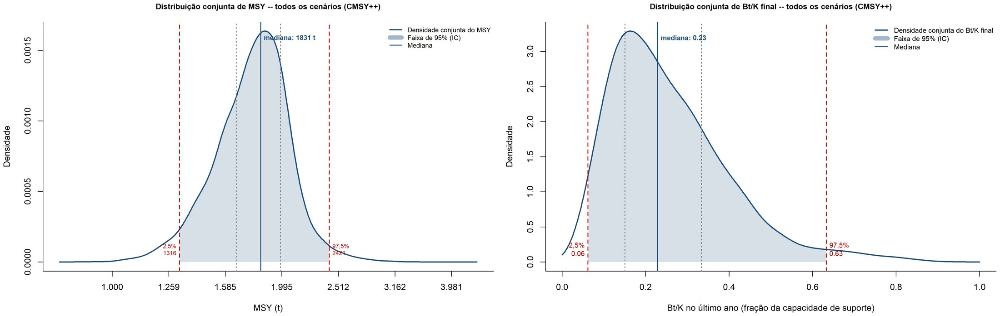 Distribuição conjunta de MSY -- todos os cenários (CMSY++)
Densidade conjunta do MSY
Faixa de 95% (IC)
Mediana
mediana: 1831 t
2,5%
1316
97,5%
2421
Densidade
0.0015
0.0010
0.0005
0.0000
1.000 1.259 1.585 1.995 2.512 3.162 3.981
MSY (t)
Distribuição conjunta de Bt/K final -- todos os cenários (CMSY++)
Densidade conjunta do Bt/K final
Faixa de 95% (IC)
Mediana
mediana: 0.23
2,5%
0.06
97,5%
0.63
Densidade
3.0
2.5
2.0
1.5
1.0
0.5
0.0
0.0 0.2 0.4 0.6 0.8 1.0
Bt/K no último ano (fração da capacidade de suporte)